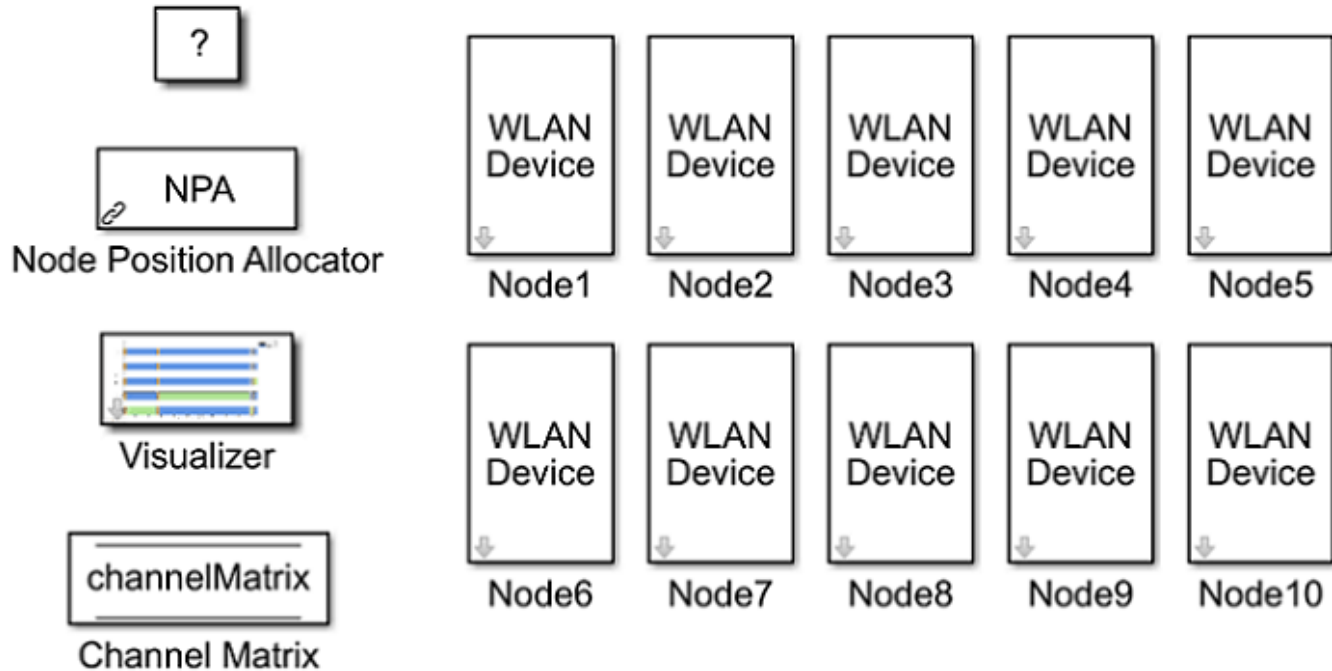 ?
NPA
Node Position Allocator
Visualizer
channelMatrix
Channel Matrix
WLAN
Device
Node1
WLAN
Device
Node2
WLAN
Device
Node3
WLAN
Device
Node4
WLAN
Device
Node5
WLAN
Device
Node6
WLAN
Device
Node7
WLAN
Device
Node8
WLAN
Device
Node9
WLAN
Device
Node10